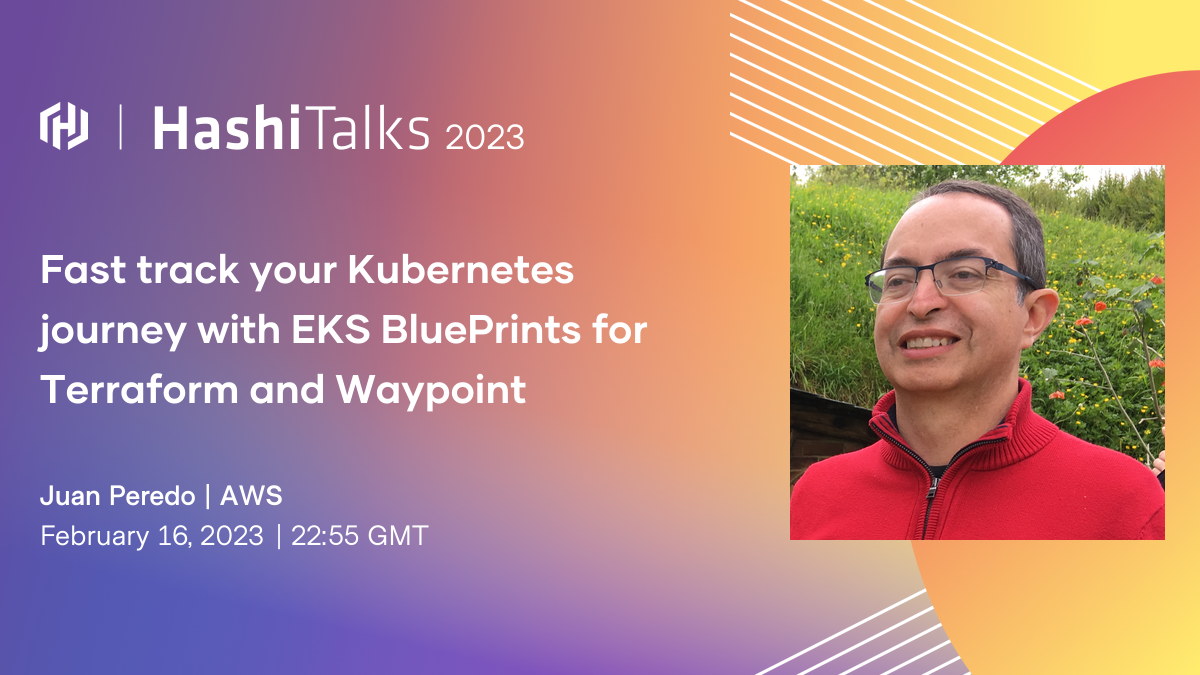 HashiTalks 2023
Fast track your Kubernetes
journey with EKS BluePrints for
Terraform and Waypoint
Juan Peredo | AWS
February 16, 2023 | 22:55 GMT